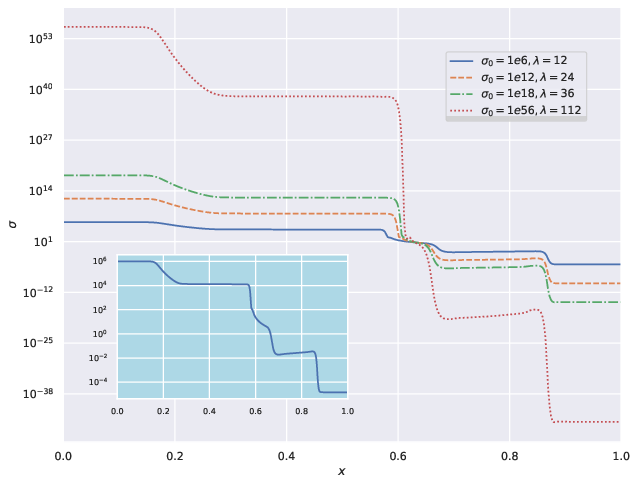 10⁵³
10⁴⁰
10²⁷
10¹⁴
10¹
10⁻¹²
10⁻²⁵
10⁻³⁸
σ
σ₀ = 1e6, λ = 12
σ₀ = 1e12, λ = 24
σ₀ = 1e18, λ = 36
σ₀ = 1e56, λ = 112
10⁶
10⁴
10²
10⁰
10⁻²
10⁻⁴
0.0 0.2 0.4 0.6 0.8 1.0
0.0 0.2 0.4 0.6 0.8 1.0
x